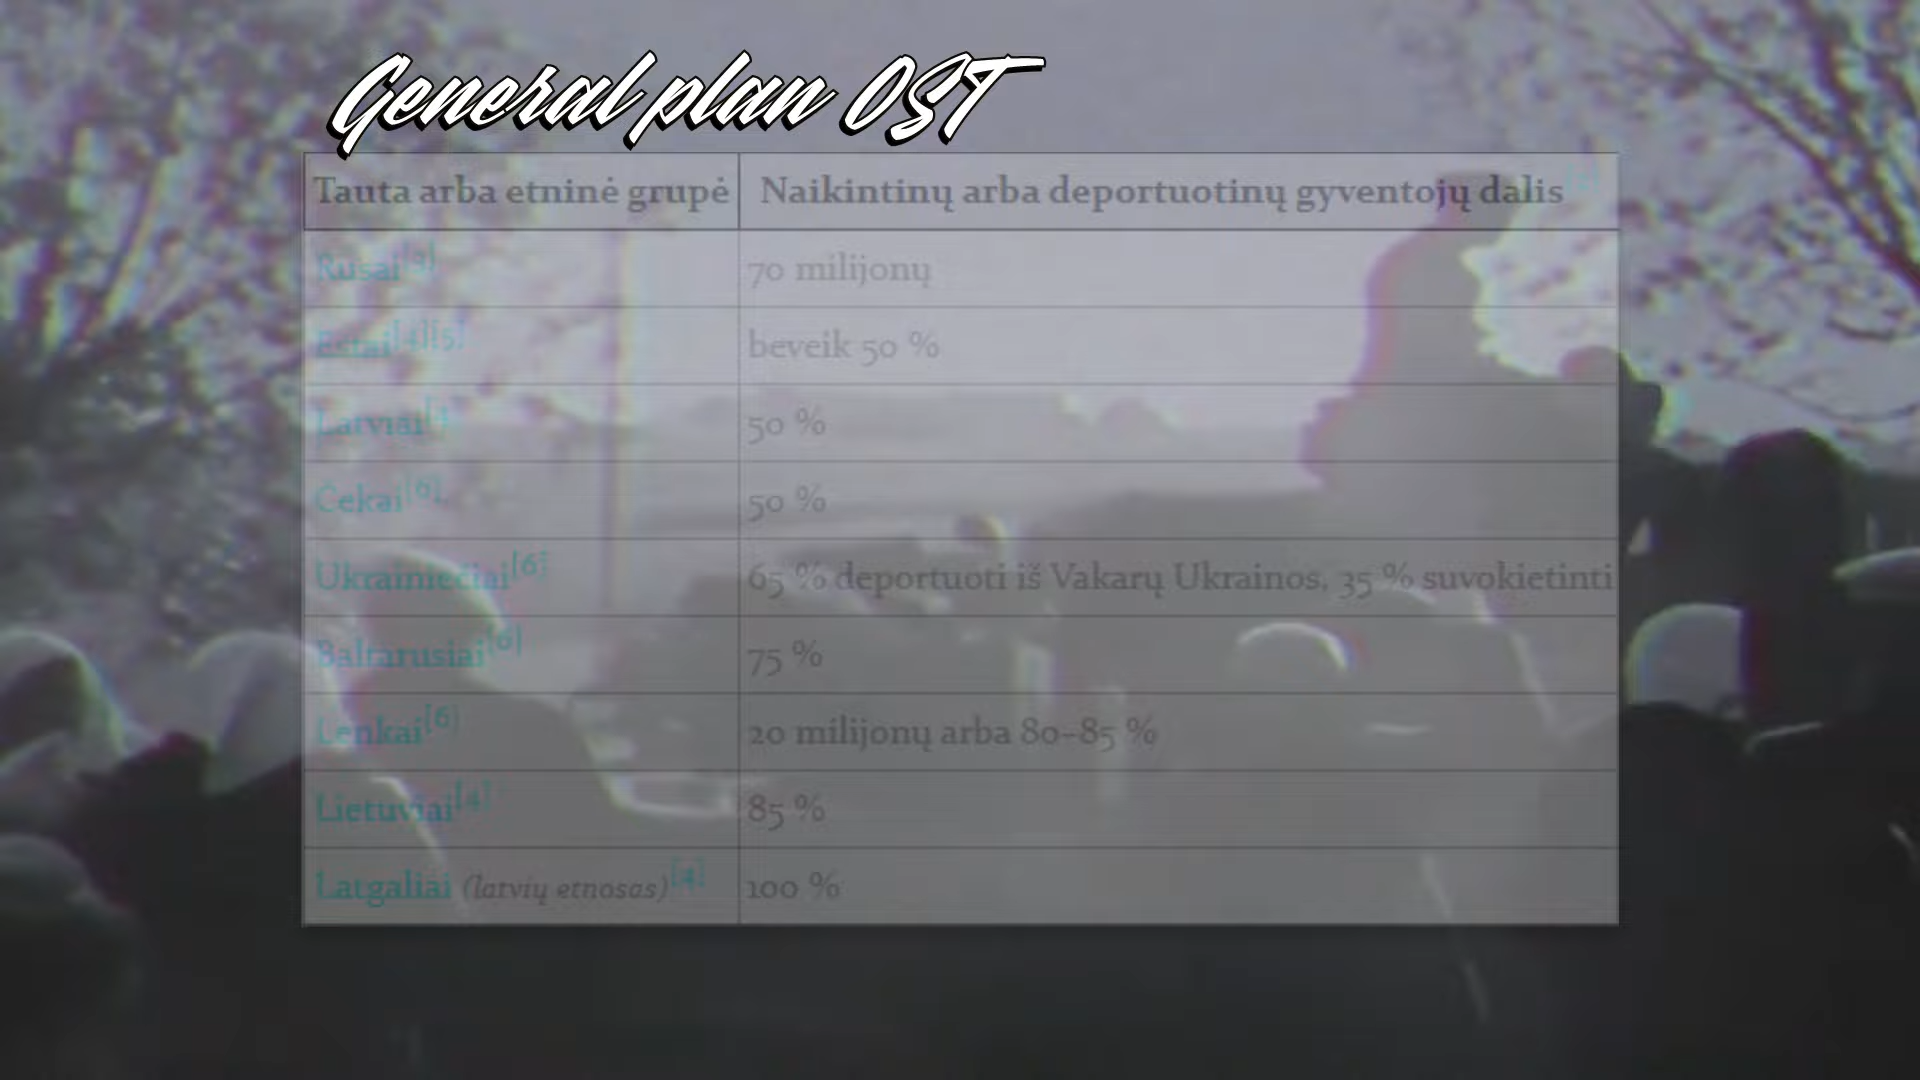 General plan OST
Tauta arba etninė grupė Naikintinų arba deportuotinų gyventojų dalis[2]
Rusai[3] 70 milijonų
Estai[4][5] beveik 50 %
Latviai 50 %
Čekai[6] 50 %
Ukrainiečiai[6] 65 % deportuoti iš Vakarų Ukrainos, 35 % suvokietinti
Baltarusiai[6] 75 %
Lenkai[6] 20 milijonų arba 80–85 %
Lietuviai[4] 85 %
Latgaliai (latvių etnosas)[4] 100 %